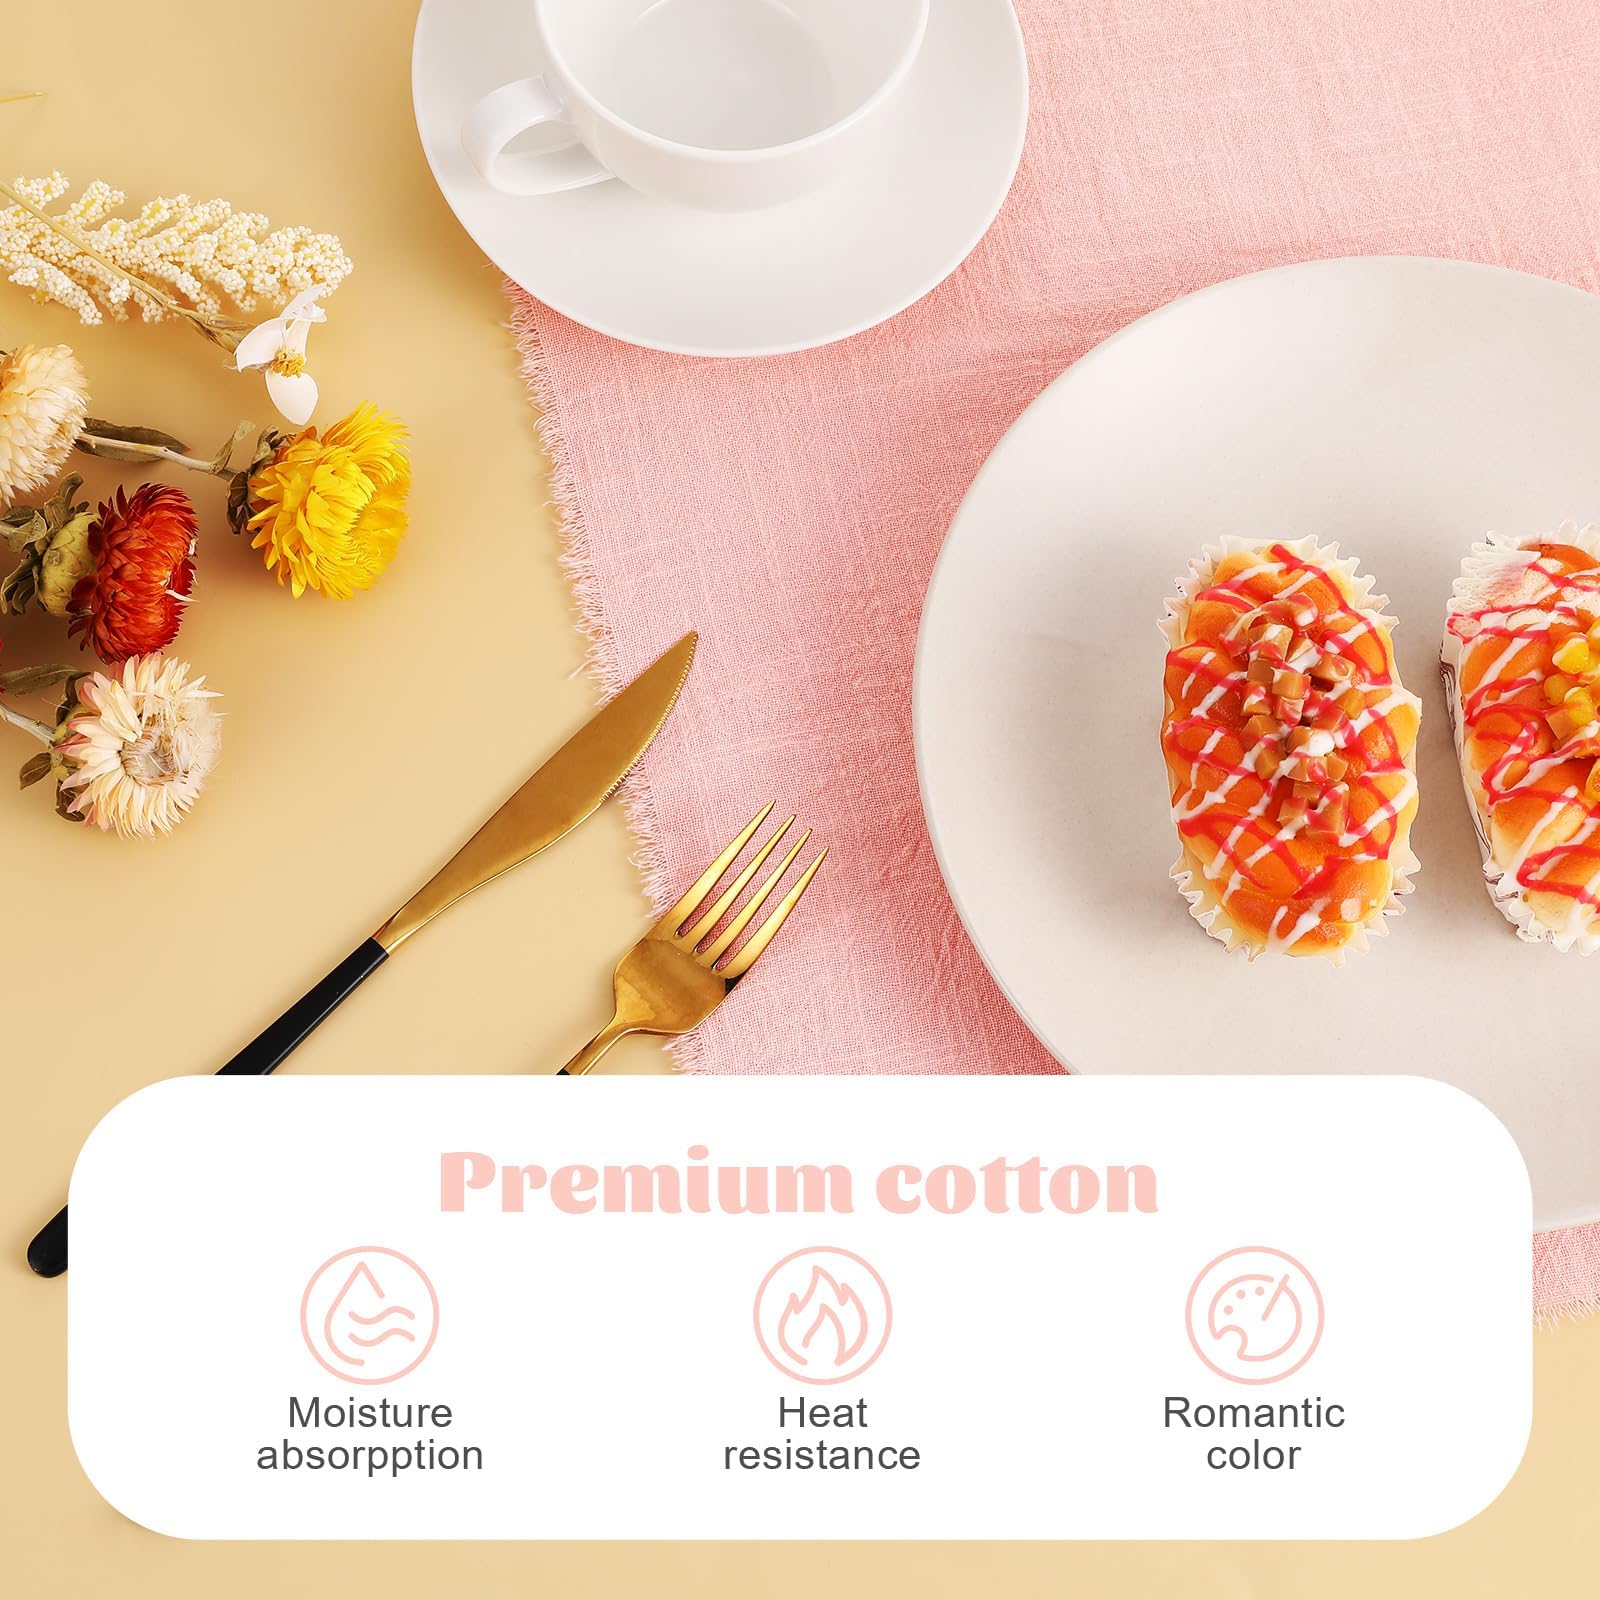 Premium cotton
Moisture
absorpption
Heat
resistance
Romantic
color